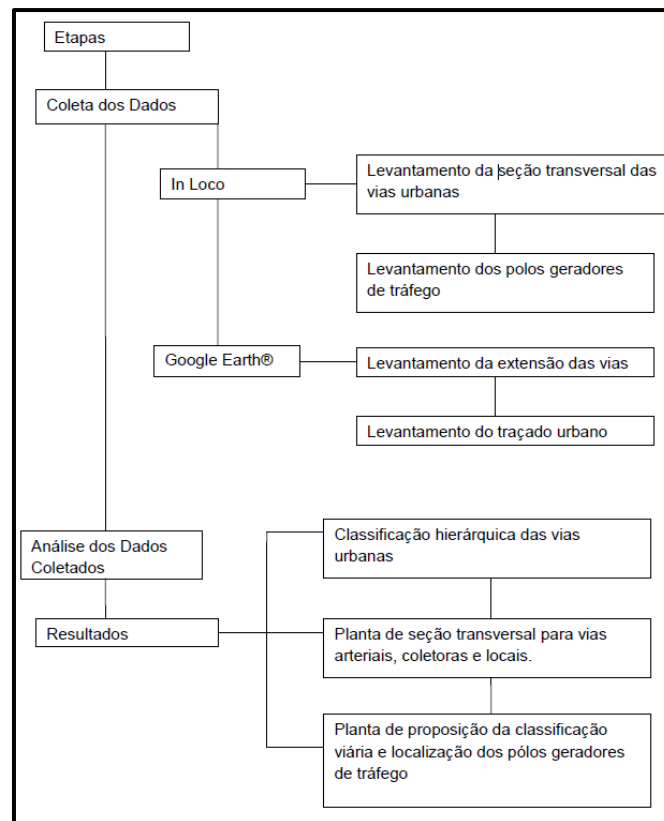 Etapas
Coleta dos Dados
In Loco
Levantamento da seção transversal das
vias urbanas
Levantamento dos polos geradores
de tráfego
Google Earth®
Levantamento da extensão das vias
Levantamento do traçado urbano
Análise dos Dados
Coletados
Classificação hierárquica das vias
urbanas
Resultados
Planta de seção transversal para vias
arteriais, coletoras e locais.
Planta de proposição da classificação
viária e localização dos pólos geradores
de tráfego